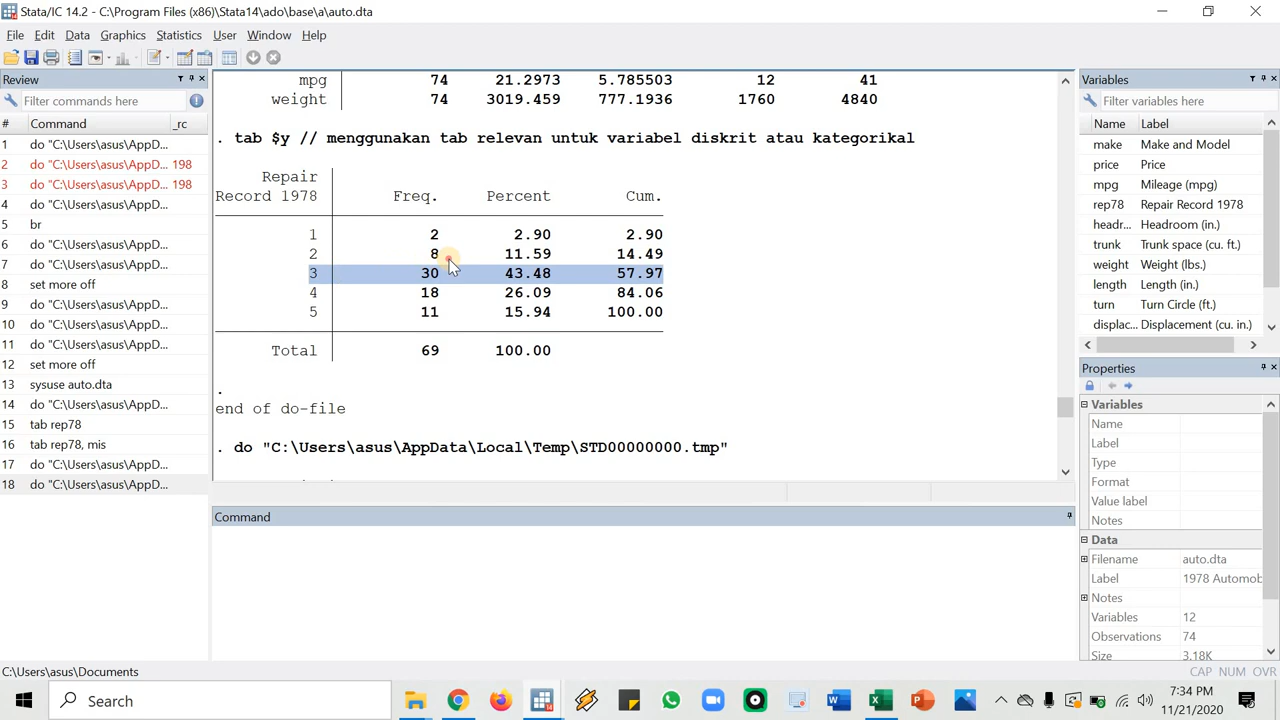 Stata/IC 14.2 - C:\Program Files (x86)\Stata14\ado\base\a\auto.dta
File Edit Data Graphics Statistics User Window Help
Review
Filter commands here
# Command _rc
1 do "C:\Users\asus\AppD...
2 do "C:\Users\asus\AppD... 198
3 do "C:\Users\asus\AppD... 198
4 do "C:\Users\asus\AppD...
5 br
6 do "C:\Users\asus\AppD...
7 do "C:\Users\asus\AppD...
8 set more off
9 do "C:\Users\asus\AppD...
10 do "C:\Users\asus\AppD...
11 do "C:\Users\asus\AppD...
12 set more off
13 sysuse auto.dta
14 do "C:\Users\asus\AppD...
15 tab rep78
16 tab rep78, mis
17 do "C:\Users\asus\AppD...
18 do "C:\Users\asus\AppD...
mpg 74 21.2973 5.785503 12 41
weight 74 3019.459 777.1936 1760 4840
. tab $y // menggunakan tab relevan untuk variabel diskrit atau kategorikal
Repair
Record 1978 Freq. Percent Cum.
1 2 2.90 2.90
2 8 11.59 14.49
3 30 43.48 57.97
4 18 26.09 84.06
5 11 15.94 100.00
Total 69 100.00
.
end of do-file
. do "C:\Users\asus\AppData\Local\Temp\STD00000000.tmp"
Command
Variables
Filter variables here
Name Label
make Make and Model
price Price
mpg Mileage (mpg)
rep78 Repair Record 1978
headr... Headroom (in.)
trunk Trunk space (cu. ft.)
weight Weight (lbs.)
length Length (in.)
turn Turn Circle (ft.)
displac... Displacement (cu. in.)
Properties
Variables
Name
Label
Type
Format
Value label
Notes
Data
Filename auto.dta
Label 1978 Automob
Notes
Variables 12
Observations 74
Size 3.18K
C:\Users\asus\Documents
CAP NUM OVR
Search
7:34 PM
11/21/2020